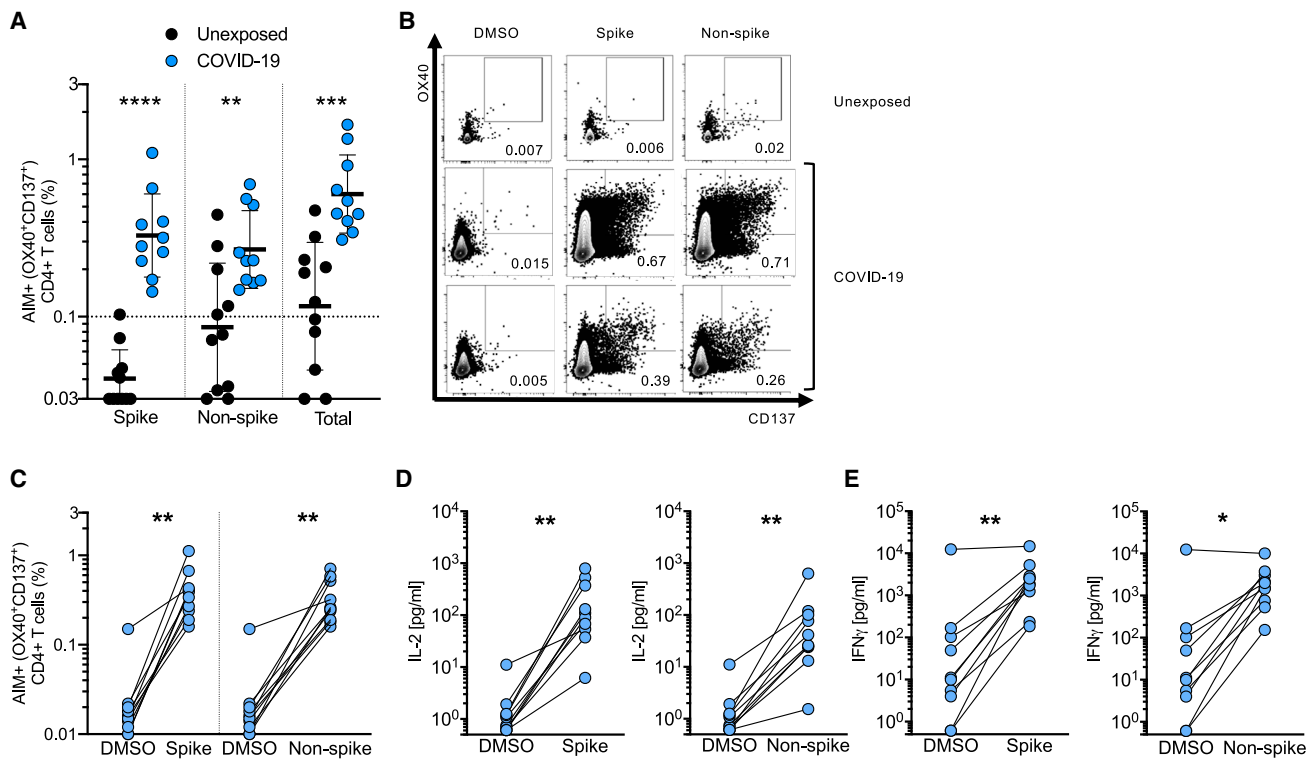 A
Unexposed
COVID-19
AIM+ (OX40⁺CD137⁺)
CD4+ T cells (%)
3
1
0.1
0.03
****
**
***
Spike
Non-spike
Total
B
DMSO
Spike
Non-spike
OX40
0.007
0.006
0.02
Unexposed
0.015
0.67
0.71
COVID-19
0.005
0.39
0.26
CD137
C
AIM+ (OX40⁺CD137⁺)
CD4+ T cells (%)
3
1
0.1
0.01
**
**
DMSO Spike
DMSO Non-spike
D
IL-2 [pg/ml]
10⁴
10³
10²
10¹
10⁰
**
DMSO Spike
IL-2 [pg/ml]
10⁴
10³
10²
10¹
10⁰
**
DMSO Non-spike
E
IFNγ [pg/ml]
10⁵
10⁴
10³
10²
10¹
10⁰
**
DMSO Spike
IFNγ [pg/ml]
10⁵
10⁴
10³
10²
10¹
10⁰
*
DMSO Non-spike